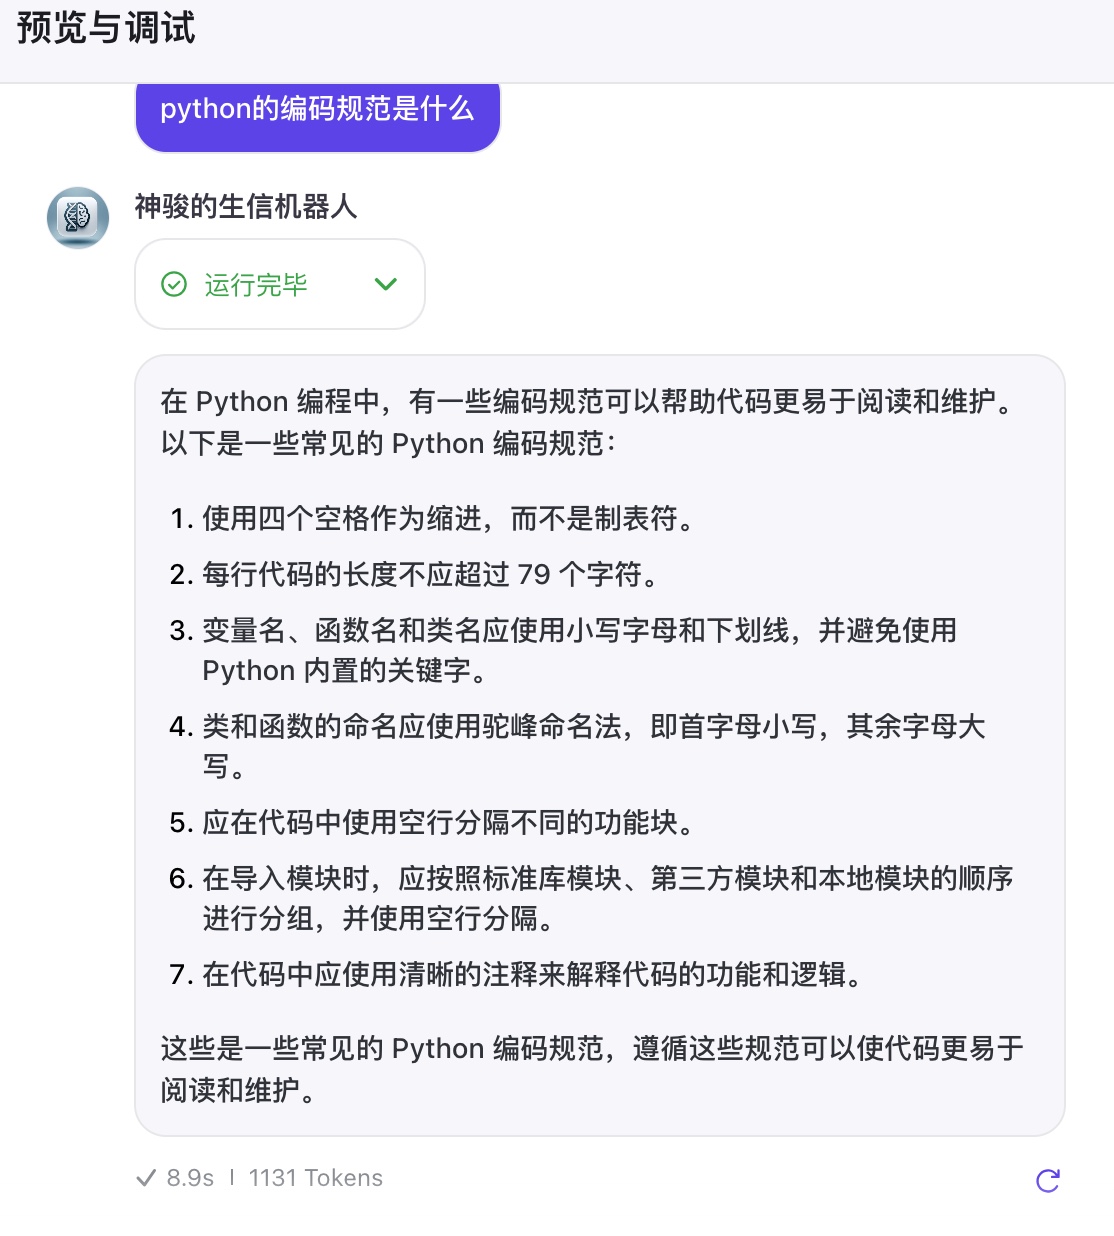 预览与调试
python的编码规范是什么
神骏的生信机器人
运行完毕
在 Python 编程中，有一些编码规范可以帮助代码更易于阅读和维护。
以下是一些常见的 Python 编码规范：
1. 使用四个空格作为缩进，而不是制表符。
2. 每行代码的长度不应超过 79 个字符。
3. 变量名、函数名和类名应使用小写字母和下划线，并避免使用
Python 内置的关键字。
4. 类和函数的命名应使用驼峰命名法，即首字母小写，其余字母大
写。
5. 应在代码中使用空行分隔不同的功能块。
6. 在导入模块时，应按照标准库模块、第三方模块和本地模块的顺序
进行分组，并使用空行分隔。
7. 在代码中应使用清晰的注释来解释代码的功能和逻辑。
这些是一些常见的 Python 编码规范，遵循这些规范可以使代码更易于
阅读和维护。
8.9s | 1131 Tokens